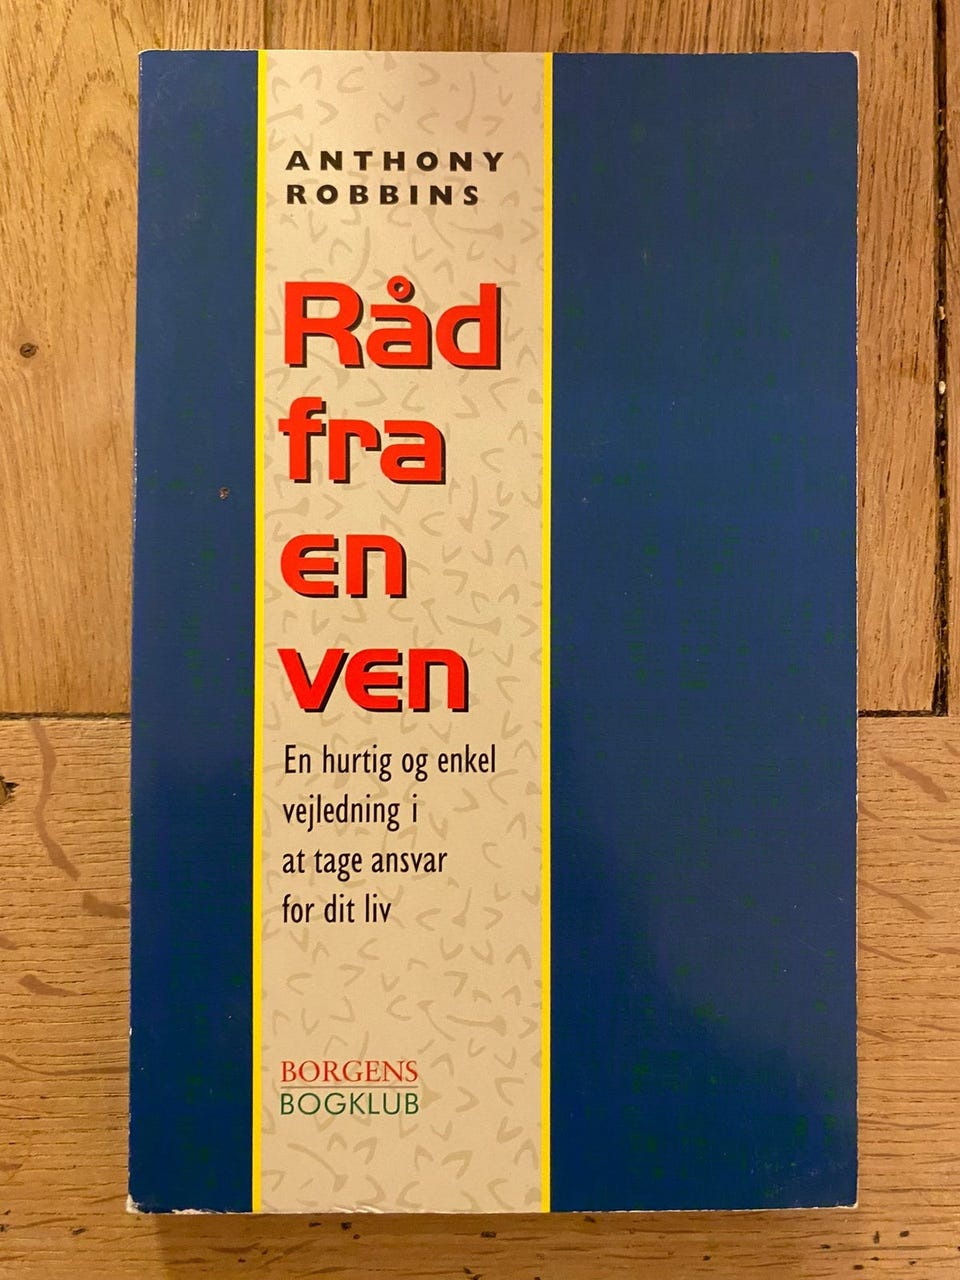 ANTHONY
ROBBINS
Råd
fra
en
ven
En hurtig og enkel
vejledning i
at tage ansvar
for dit liv
BORGENS
BOGKLUB